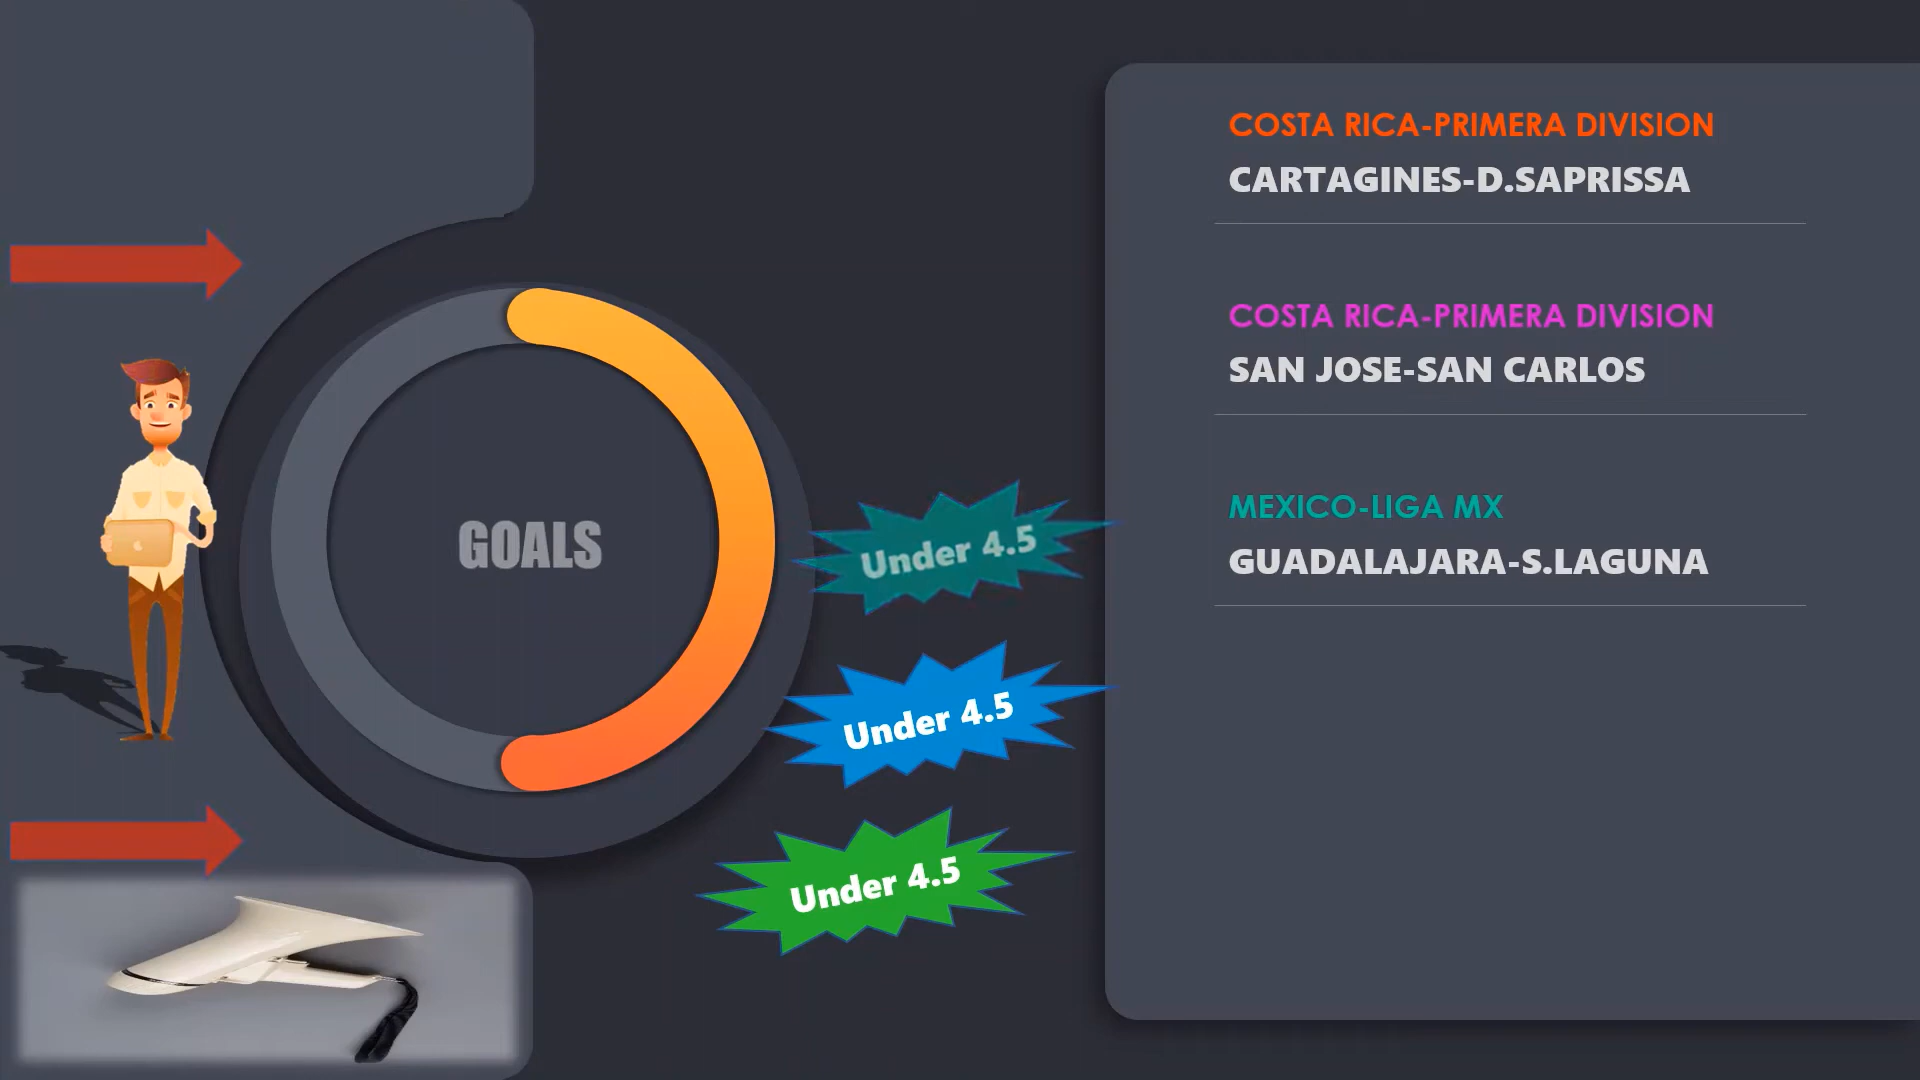 COSTA RICA-PRIMERA DIVISION
CARTAGINES-D.SAPRISSA
COSTA RICA-PRIMERA DIVISION
SAN JOSE-SAN CARLOS
MEXICO-LIGA MX
GUADALAJARA-S.LAGUNA
GOALS
Under 4.5
Under 4.5
Under 4.5